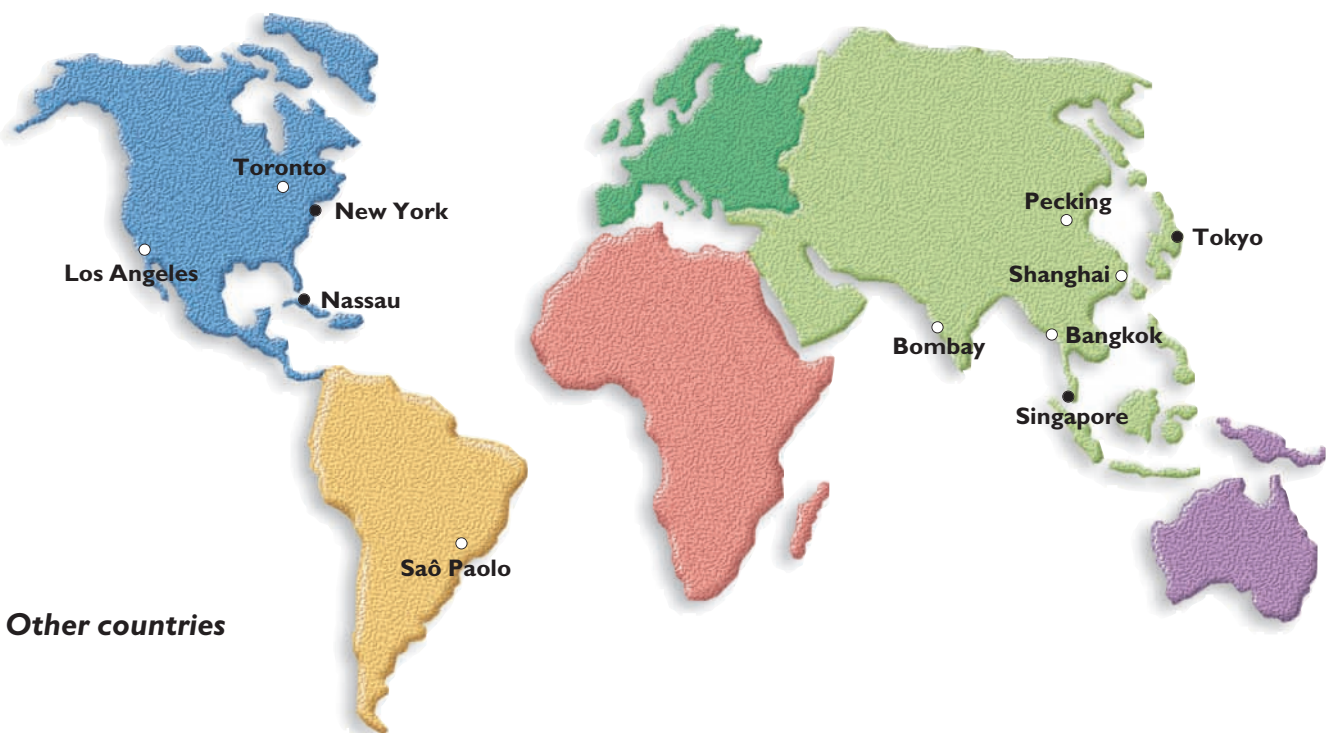 Toronto
New York
Pecking
Tokyo
Los Angeles
Shanghai
Nassau
Bangkok
Bombay
Singapore
Saô Paolo
Other countries